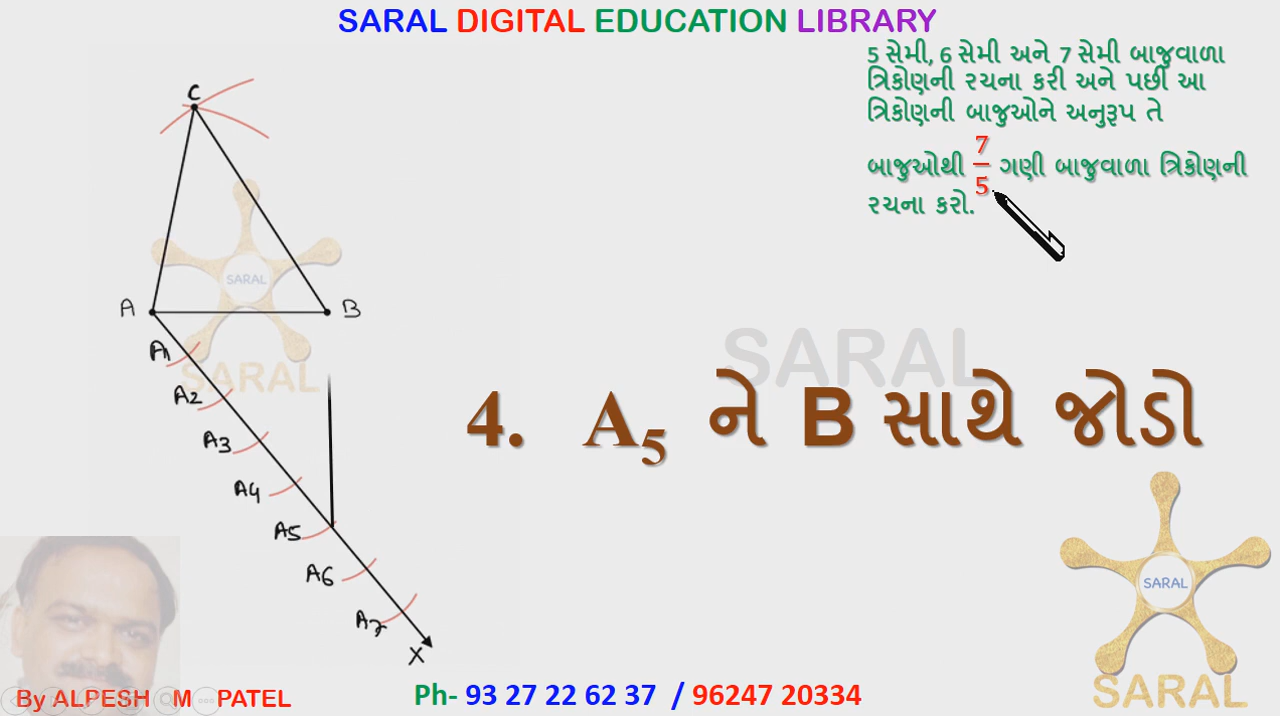 SARAL DIGITAL EDUCATION LIBRARY
5 સેમી, 6 સેમી અને 7 સેમી બાજુવાળા
ત્રિકોણની રચના કરી અને પછી આ
ત્રિકોણની બાજુઓને અનુરૂપ તે
બાજુઓથી 7/5 ગણી બાજુવાળા ત્રિકોણની
રચના કરો.
C
SARAL
A B
SARAL
A1
A2
A3
A4
A5
A6
A7
X
SARAL
4. A5 ને B સાથે જોડો
SARAL
SARAL
By ALPESH M PATEL
Ph- 93 27 22 62 37 / 96247 20334